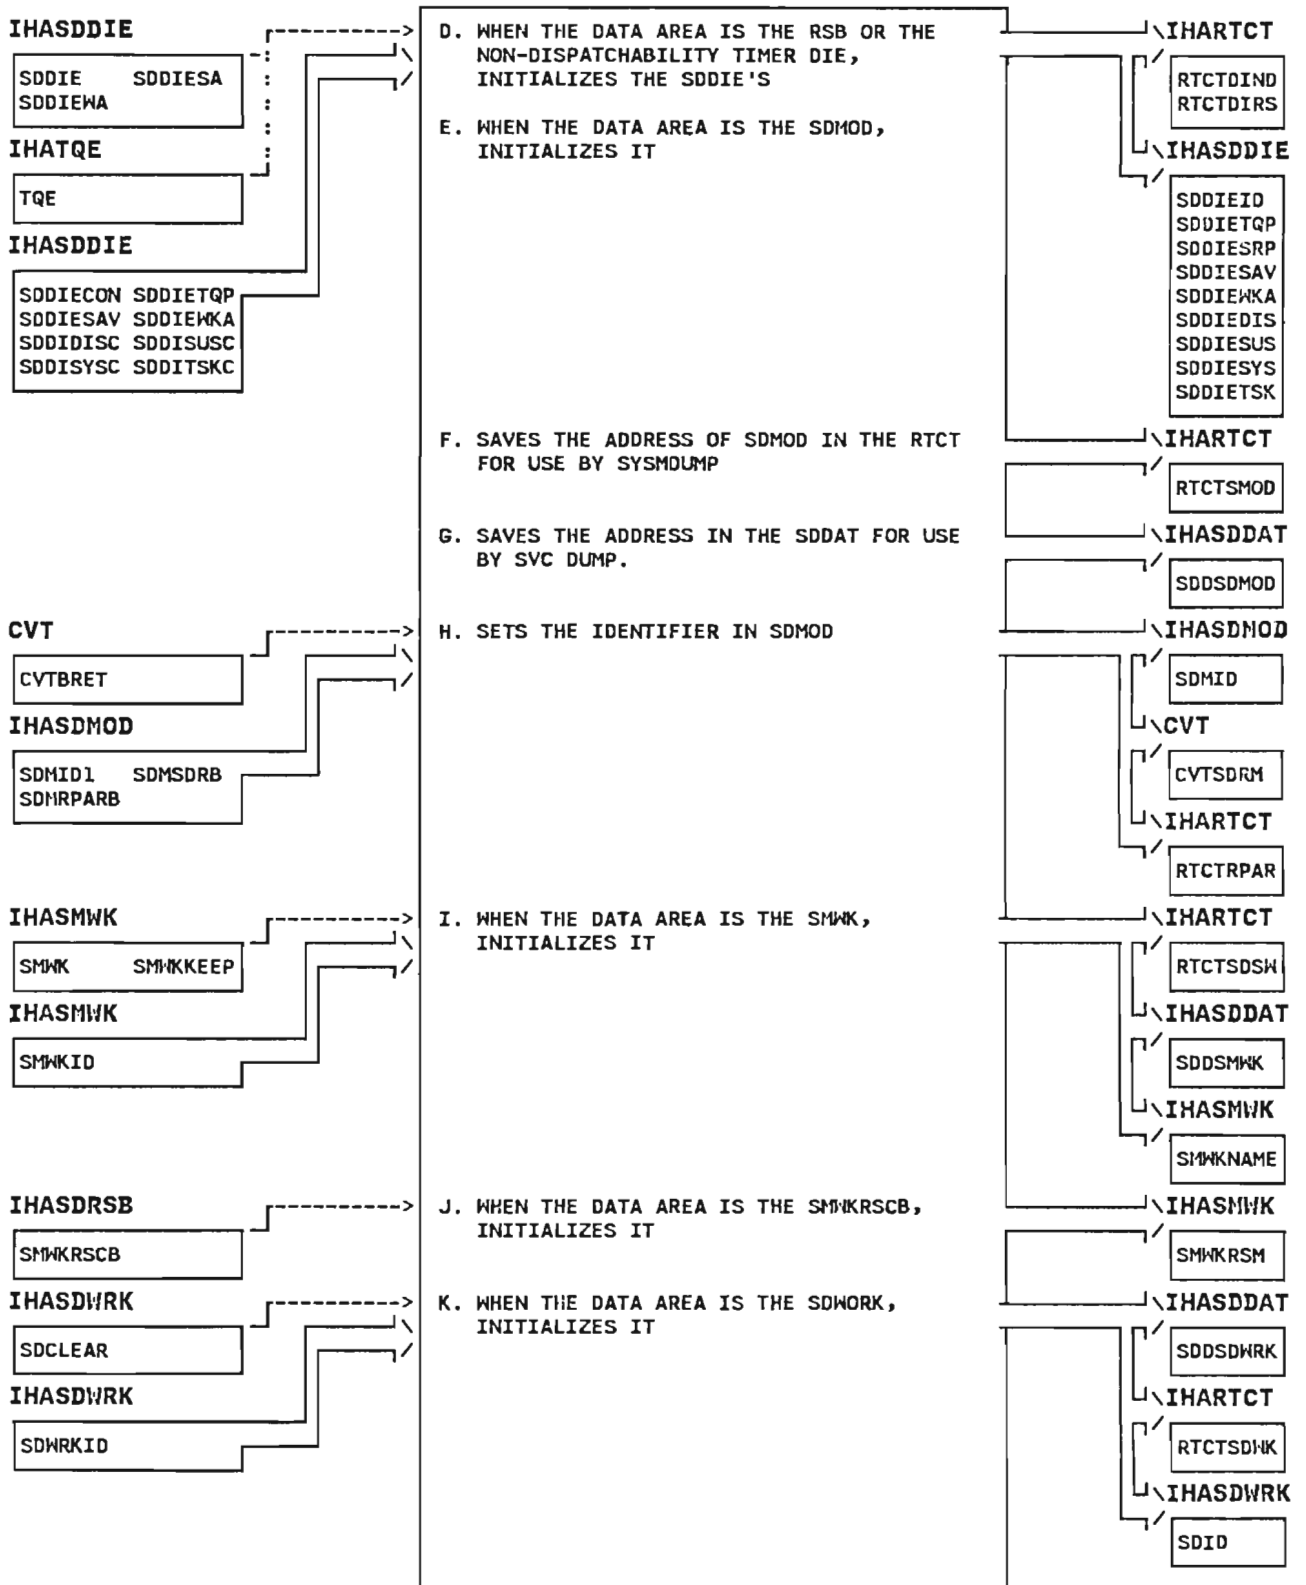 IHASDDIE
SDDIE SDDIESA
SDDIEWA
IHATQE
TQE
IHASDDIE
SDDIECON SDDIETQP
SDDIESAV SDDIEWKA
SDDIDISC SDDISUSC
SDDISYSC SDDITSKC
D. WHEN THE DATA AREA IS THE RSB OR THE
NON-DISPATCHABILITY TIMER DIE,
INITIALIZES THE SDDIE'S
E. WHEN THE DATA AREA IS THE SDMOD,
INITIALIZES IT
IHARTCT
RTCTDIND
RTCTDIRS
IHASDDIE
SDDIEID
SDDIETQP
SDDIESRP
SDDIESAV
SDDIEWKA
SDDIEDIS
SDDIESUS
SDDIESYS
SDDIETSK
F. SAVES THE ADDRESS OF SDMOD IN THE RTCT
FOR USE BY SYSMDUMP
IHARTCT
RTCTSMOD
G. SAVES THE ADDRESS IN THE SDDAT FOR USE
BY SVC DUMP.
IHASDDAT
SDDSDMOD
CVT
CVTBRET
IHASDMOD
SDMID1 SDMSDRB
SDMRPARB
H. SETS THE IDENTIFIER IN SDMOD
IHASDMOD
SDMID
CVT
CVTSDRM
IHARTCT
RTCTRPAR
IHASMWK
SMWK SMWKKEEP
IHASMWK
SMWKID
I. WHEN THE DATA AREA IS THE SMWK,
INITIALIZES IT
IHARTCT
RTCTSDSW
IHASDDAT
SDDSMWK
IHASMWK
SMWKNAME
IHASDRSB
SMWKRSCB
J. WHEN THE DATA AREA IS THE SMWKRSCB,
INITIALIZES IT
IHASMWK
SMWKRSM
IHASDWRK
SDCLEAR
IHASDWRK
SDWRKID
K. WHEN THE DATA AREA IS THE SDWORK,
INITIALIZES IT
IHASDDAT
SDDSDWRK
IHARTCT
RTCTSDWK
IHASDWRK
SDID